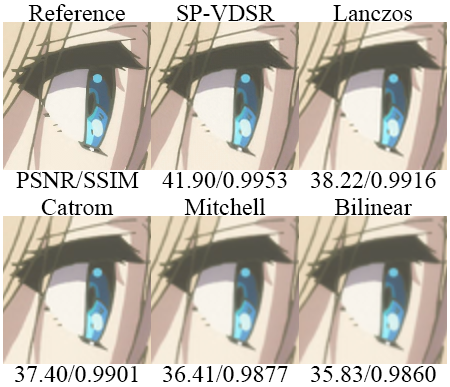 Reference SP-VDSR Lanczos
PSNR/SSIM 41.90/0.9953 38.22/0.9916
Catrom Mitchell Bilinear
37.40/0.9901 36.41/0.9877 35.83/0.9860